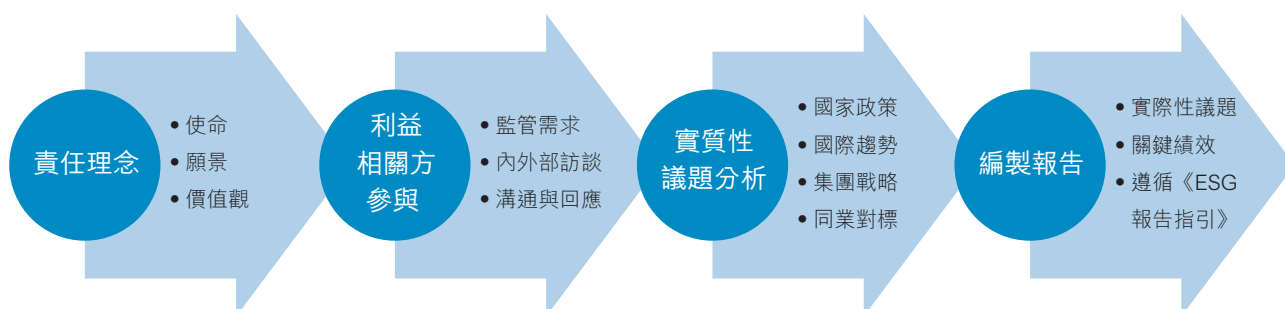 責任理念
• 使命
• 願景
• 價值觀
利益
相關方
參與
• 監管需求
• 內外部訪談
• 溝通與回應
實質性
議題分析
• 國家政策
• 國際趨勢
• 集團戰略
• 同業對標
編製報告
• 實際性議題
• 關鍵績效
• 遵循《ESG
報告指引》